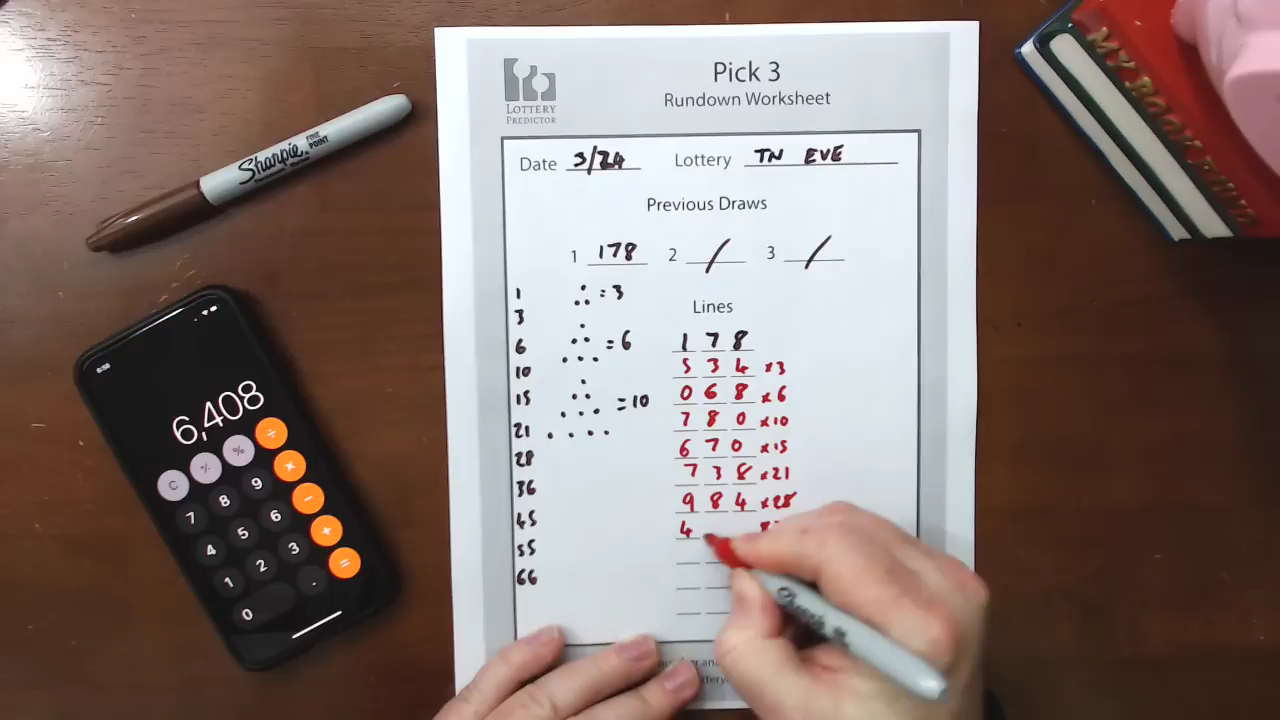 Pick 3
Rundown Worksheet
LOTTERY
PREDICTOR
Date 3/24 Lottery TN EVE
Previous Draws
1 178 2 / 3 /
Lines
1
3
6
10
15
21
28
36
45
55
66
= 3
= 6
= 10
1 7 8
5 3 4 x3
0 6 8 x6
7 8 0 x10
6 7 0 x15
7 3 8 x21
9 8 4 x28
4
Sharpie
FINE
POINT
6,408
C +/- % ÷
7 8 9 ×
4 5 6 −
1 2 3 +
0 . =
MY BOOK